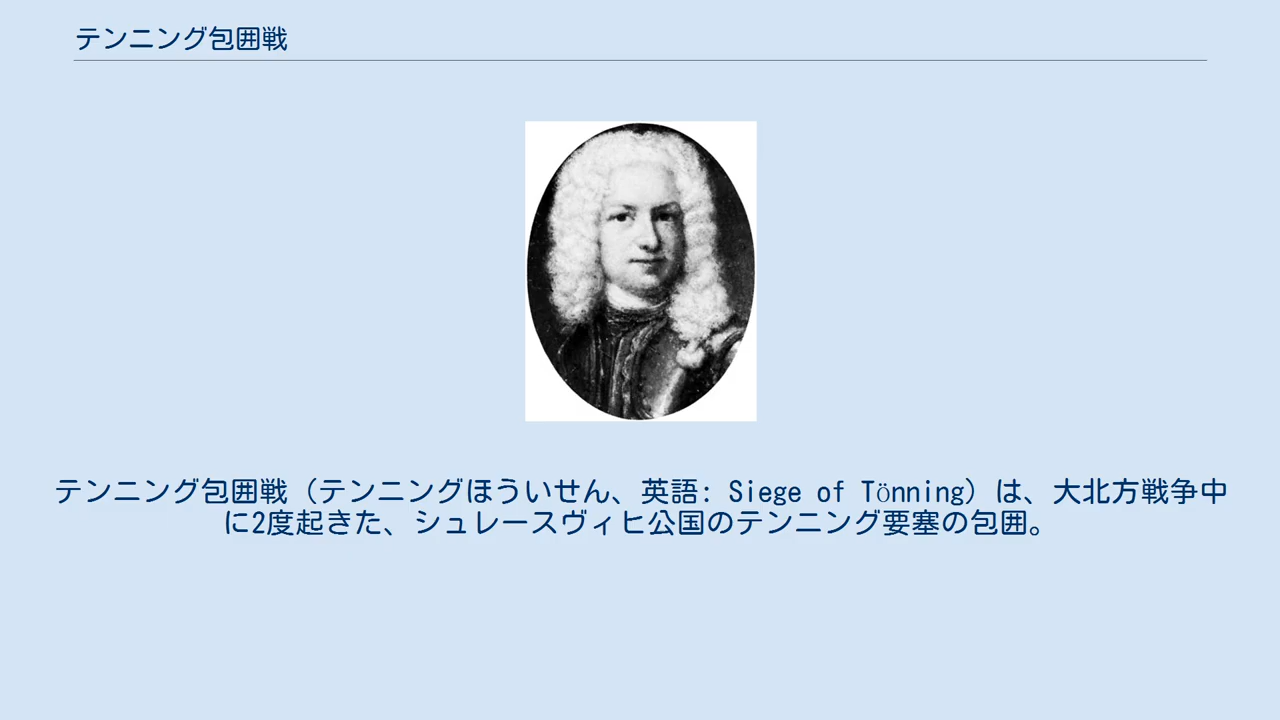 テンニング包囲戦
テンニング包囲戦（テンニングほういせん、英語: Siege of Tönning）は、大北方戦争中
に2度起きた、シュレースヴィヒ公国のテンニング要塞の包囲。